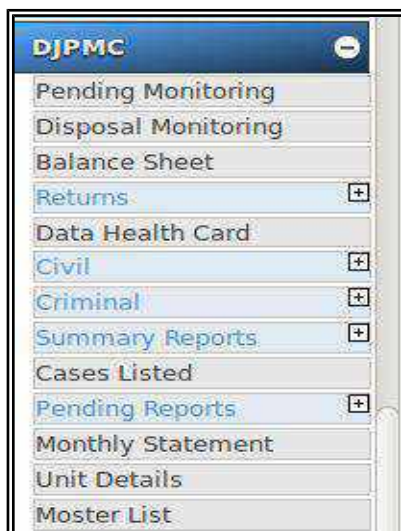 DJPMC
Pending Monitoring
Disposal Monitoring
Balance Sheet
Returns
Data Health Card
Civil
Criminal
Summary Reports
Cases Listed
Pending Reports
Monthly Statement
Unit Details
Moster List